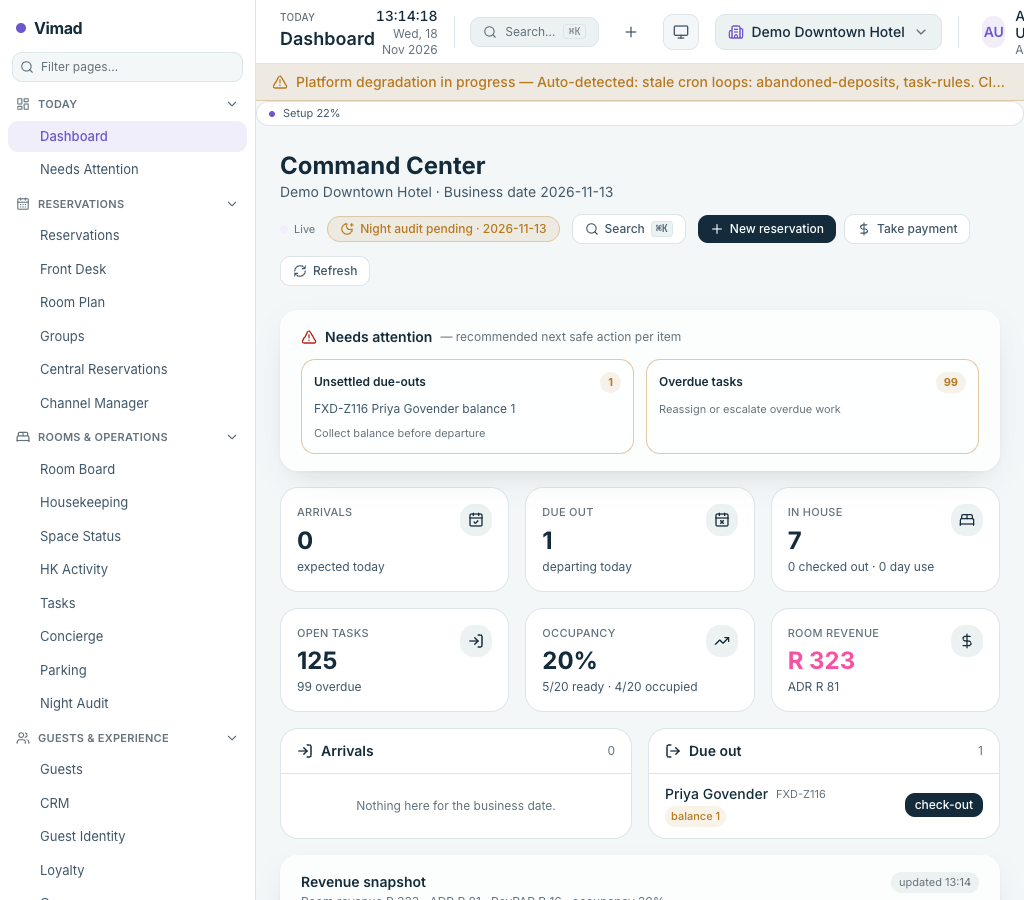 Vimad
Filter pages...
TODAY
Dashboard
Needs Attention
RESERVATIONS
Reservations
Front Desk
Room Plan
Groups
Central Reservations
Channel Manager
ROOMS & OPERATIONS
Room Board
Housekeeping
Space Status
HK Activity
Tasks
Concierge
Parking
Night Audit
GUESTS & EXPERIENCE
Guests
CRM
Guest Identity
Loyalty
TODAY
Dashboard
13:14:18
Wed, 18
Nov 2026
Search... ⌘K
Demo Downtown Hotel
AU
Platform degradation in progress — Auto-detected: stale cron loops: abandoned-deposits, task-rules. Cl...
Setup 22%
Command Center
Demo Downtown Hotel · Business date 2026-11-13
Live
Night audit pending · 2026-11-13
Search ⌘K
New reservation
Take payment
Refresh
Needs attention — recommended next safe action per item
Unsettled due-outs 1
FXD-Z116 Priya Govender balance 1
Collect balance before departure
Overdue tasks 99
Reassign or escalate overdue work
ARRIVALS
0
expected today
DUE OUT
1
departing today
IN HOUSE
7
0 checked out · 0 day use
OPEN TASKS
125
99 overdue
OCCUPANCY
20%
5/20 ready · 4/20 occupied
ROOM REVENUE
R 323
ADR R 81
Arrivals 0
Nothing here for the business date.
Due out 1
Priya Govender FXD-Z116
balance 1
check-out
Revenue snapshot
updated 13:14